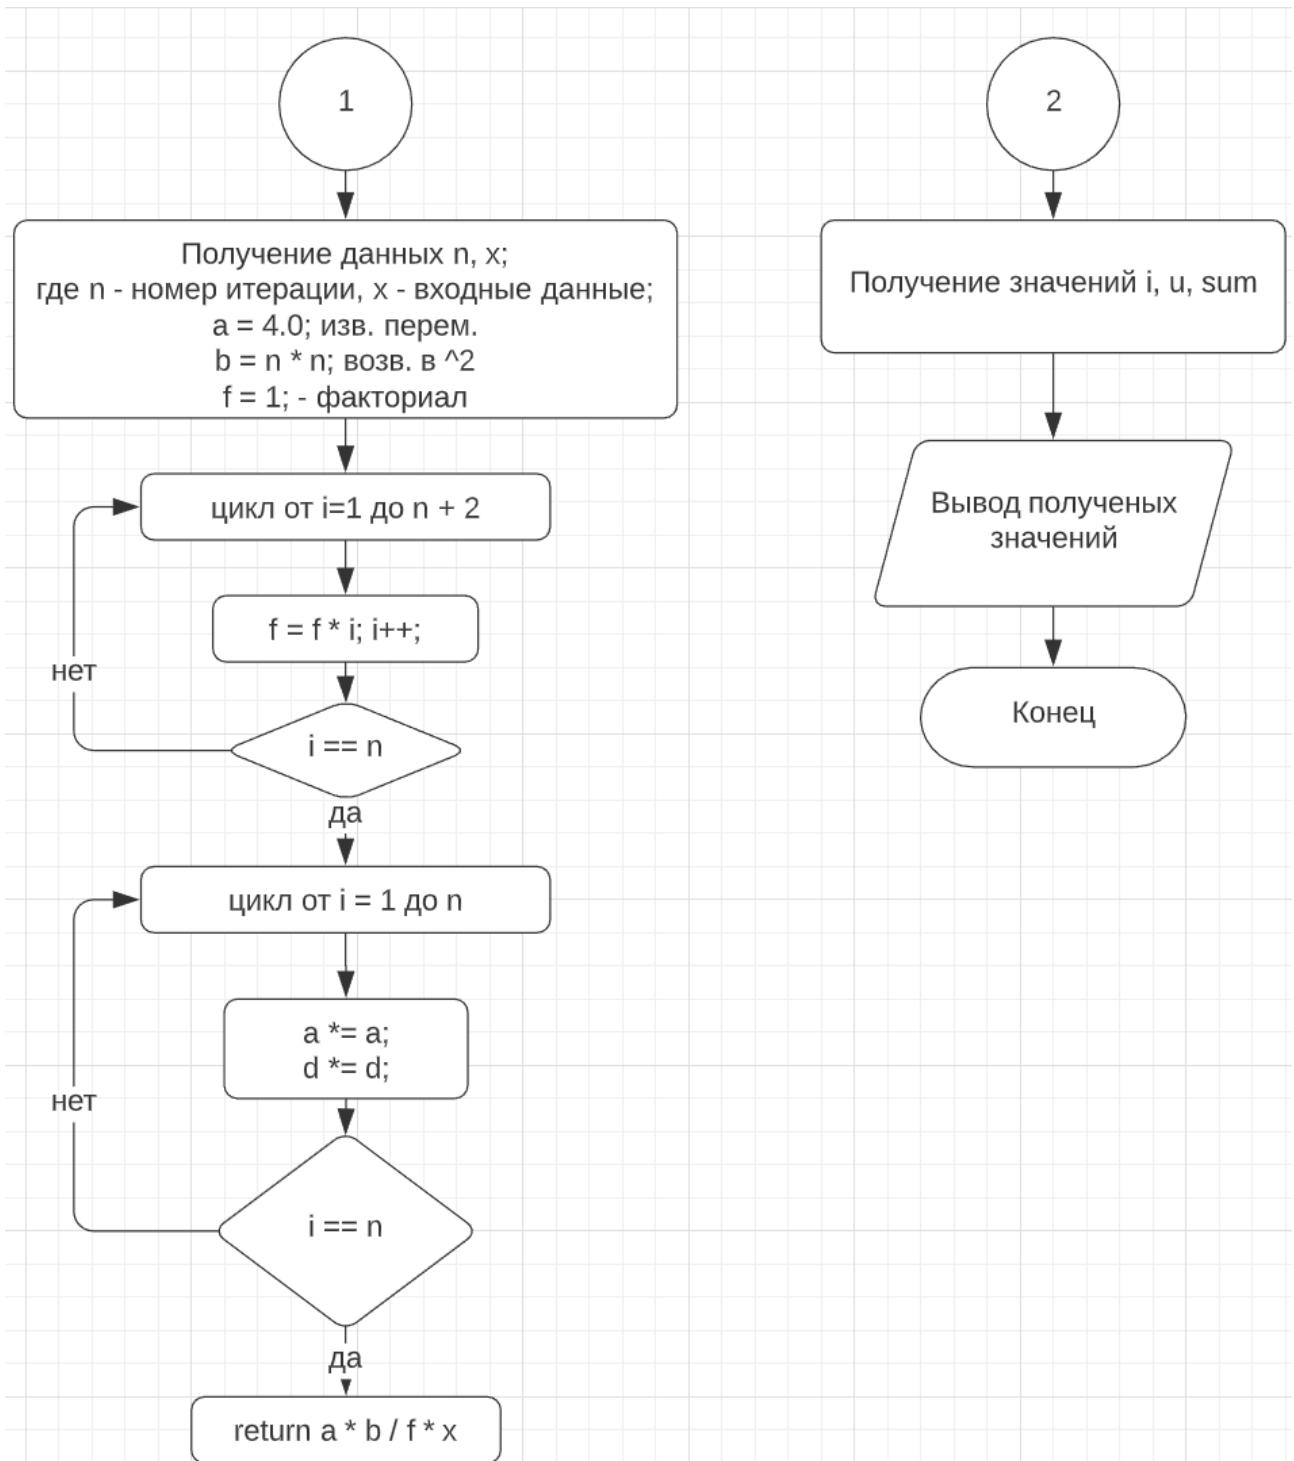 1
Получение данных n, x;
где n - номер итерации, x - входные данные;
a = 4.0; изв. перем.
b = n * n; возв. в ^2
f = 1; - факториал
цикл от i=1 до n + 2
f = f * i; i++;
нет
i == n
да
цикл от i = 1 до n
a *= a;
d *= d;
нет
i == n
да
return a * b / f * x
2
Получение значений i, u, sum
Вывод полученых
значений
Конец